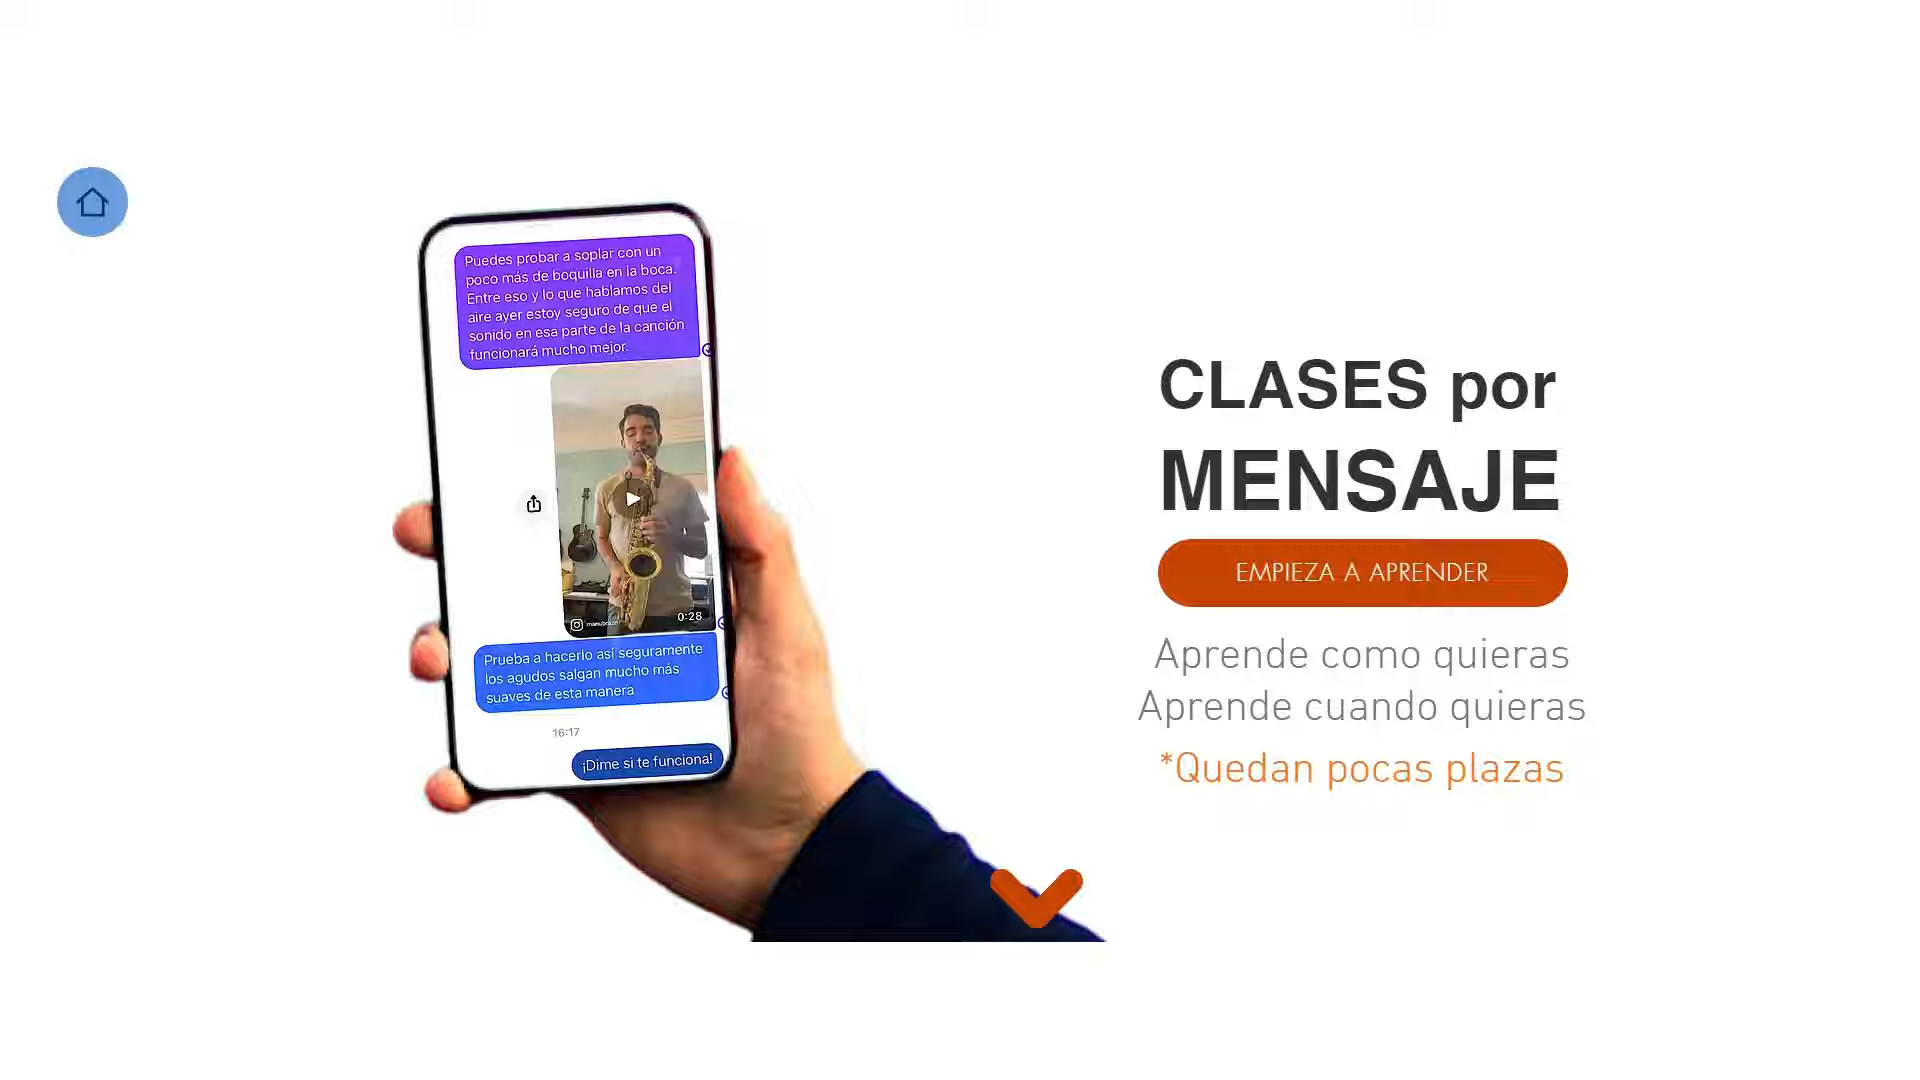 Puedes probar a soplar con un
poco más de boquilla en la boca.
Entre eso y lo que hablamos del
aire ayer estoy seguro de que el
sonido en esa parte de la canción
funcionará mucho mejor.
0:28
Prueba a hacerlo así seguramente
los agudos salgan mucho más
suaves de esta manera
16:17
¡Dime si te funciona!
CLASES por
MENSAJE
EMPIEZA A APRENDER
Aprende como quieras
Aprende cuando quieras
*Quedan pocas plazas